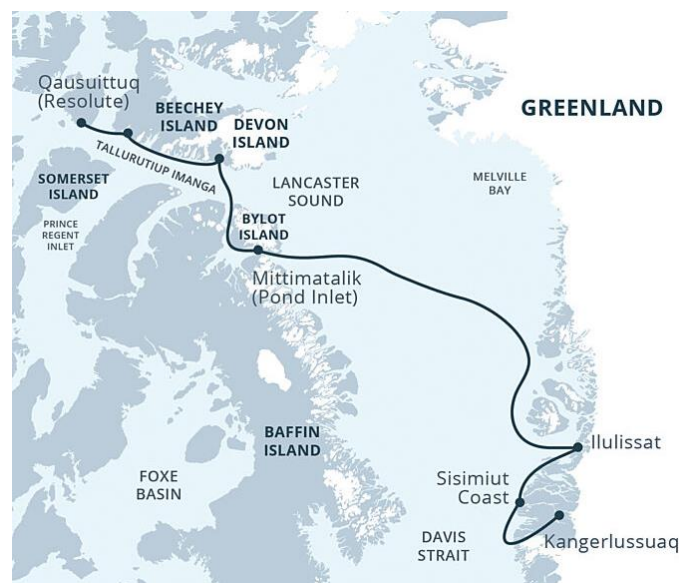 Qausuittuq
(Resolute)
BEECHEY
ISLAND
DEVON
ISLAND
GREENLAND
TALLURUTIUP IMANGA
SOMERSET
ISLAND
LANCASTER
SOUND
MELVILLE
BAY
PRINCE
REGENT
INLET
BYLOT
ISLAND
Mittimatalik
(Pond Inlet)
BAFFIN
ISLAND
Ilulissat
FOXE
BASIN
Sisimiut
Coast
DAVIS
STRAIT
Kangerlussuaq